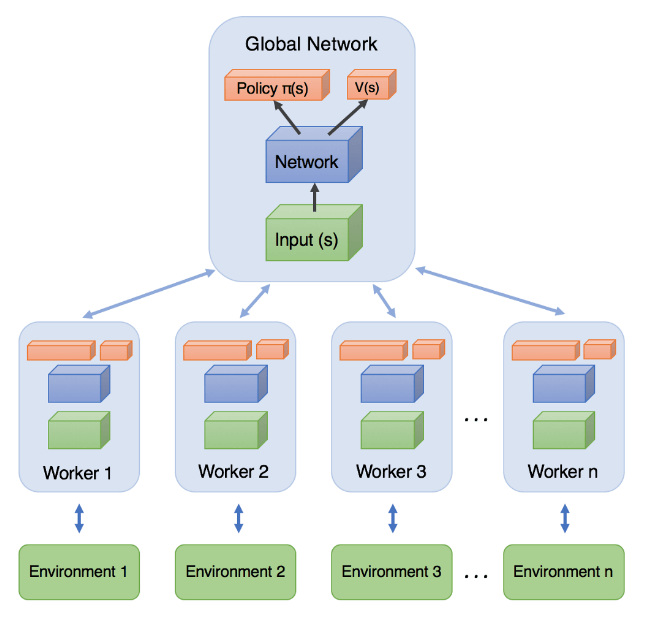 Global Network
Policy π(s)
V(s)
Network
Input (s)
Worker 1
Worker 2
Worker 3
...
Worker n
Environment 1
Environment 2
Environment 3
...
Environment n